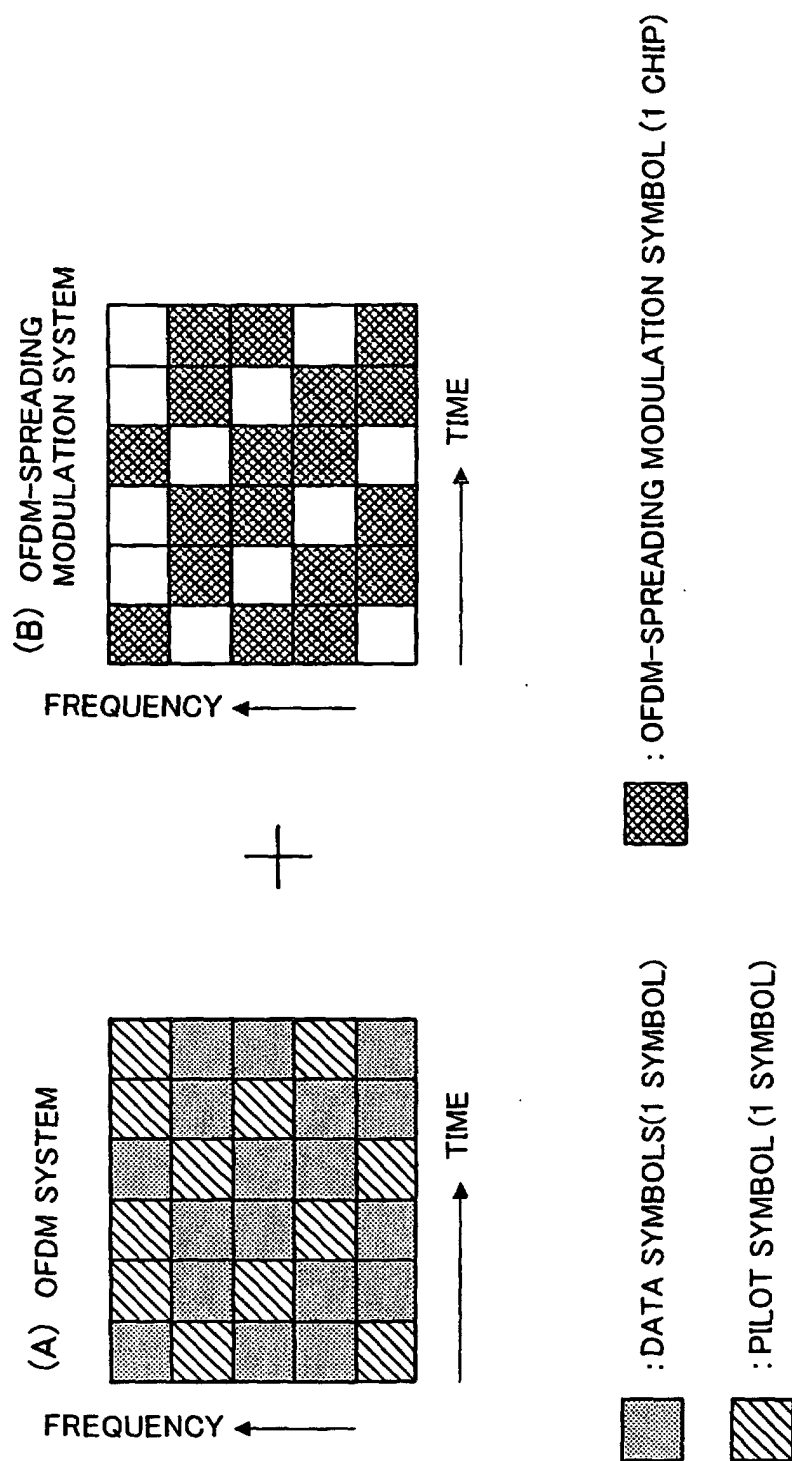 (A) OFDM SYSTEM
FREQUENCY
TIME
+
(B) OFDM-SPREADING
MODULATION SYSTEM
FREQUENCY
TIME
: DATA SYMBOLS(1 SYMBOL)
: PILOT SYMBOL (1 SYMBOL)
: OFDM-SPREADING MODULATION SYMBOL (1 CHIP)